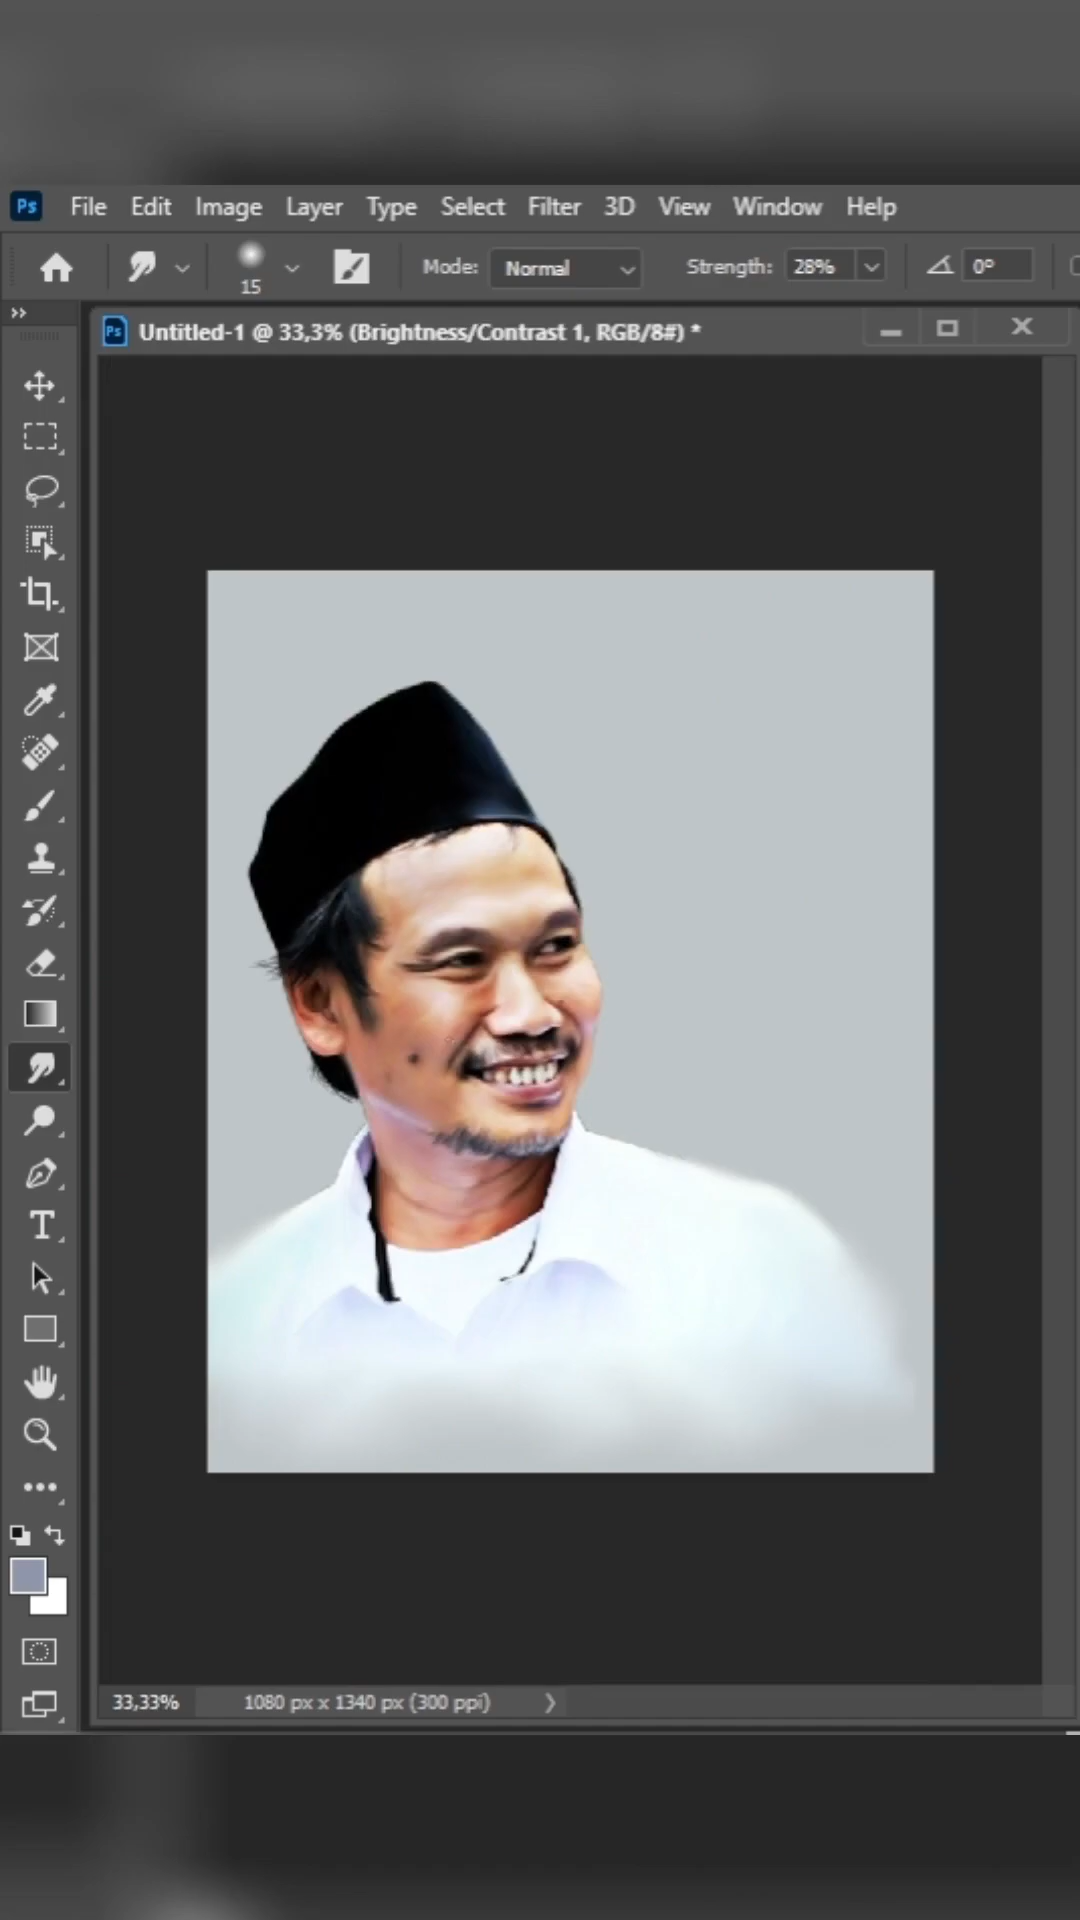 Ps File Edit Image Layer Type Select Filter 3D View Window Help
15 Mode: Normal Strength: 28% 0°
Ps Untitled-1 @ 33,3% (Brightness/Contrast 1, RGB/8#) *
33,33% 1080 px x 1340 px (300 ppi)